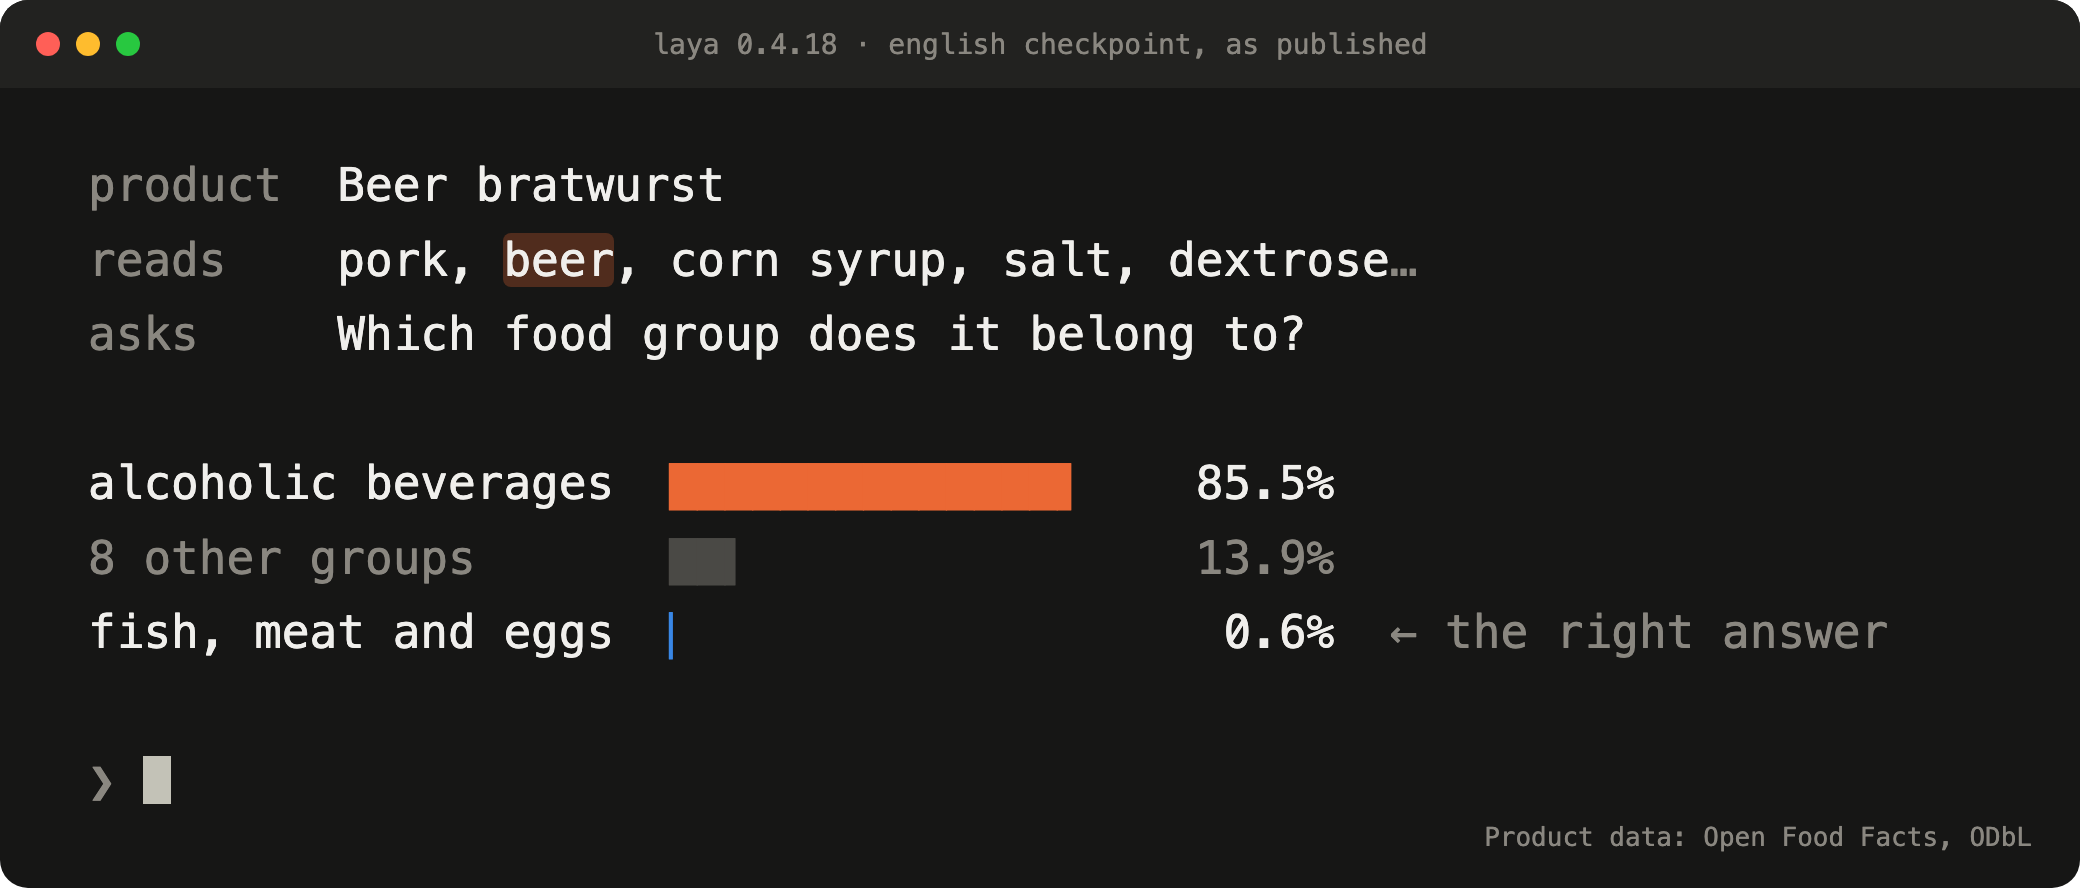 laya 0.4.18 · english checkpoint, as published
product Beer bratwurst
reads pork, beer, corn syrup, salt, dextrose…
asks Which food group does it belong to?
alcoholic beverages 85.5%
8 other groups 13.9%
fish, meat and eggs 0.6% ← the right answer
❯
Product data: Open Food Facts, ODbL